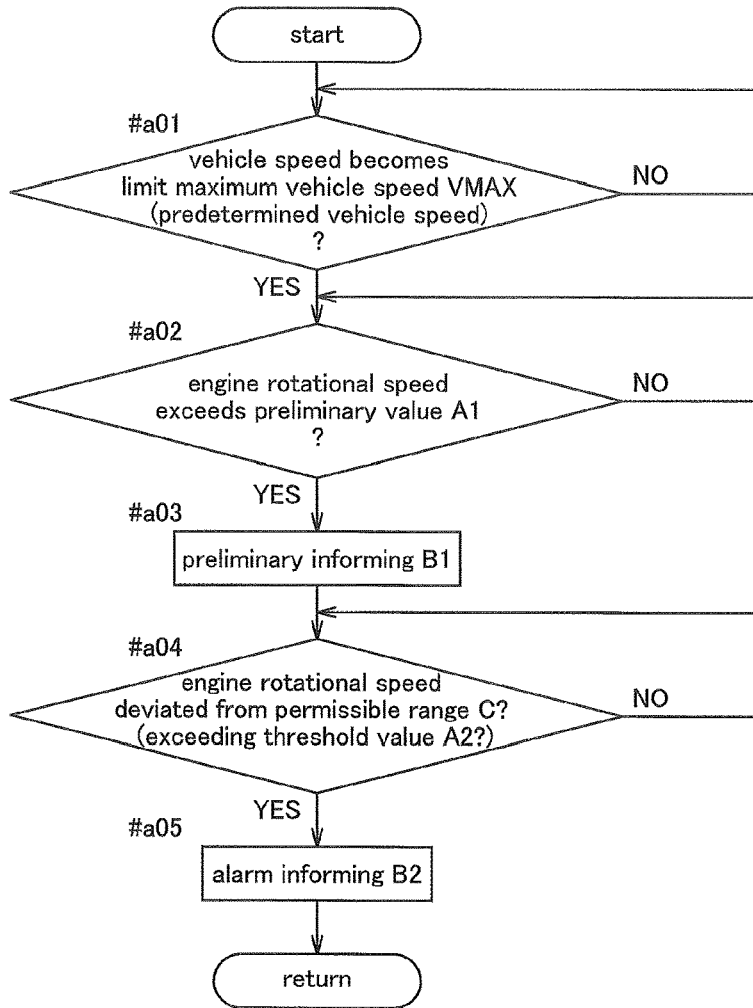 start
#a01
vehicle speed becomes
limit maximum vehicle speed VMAX
(predetermined vehicle speed)
?
NO
YES
#a02
engine rotational speed
exceeds preliminary value A1
?
NO
YES
#a03
preliminary informing B1
#a04
engine rotational speed
deviated from permissible range C?
(exceeding threshold value A2?)
NO
YES
#a05
alarm informing B2
return